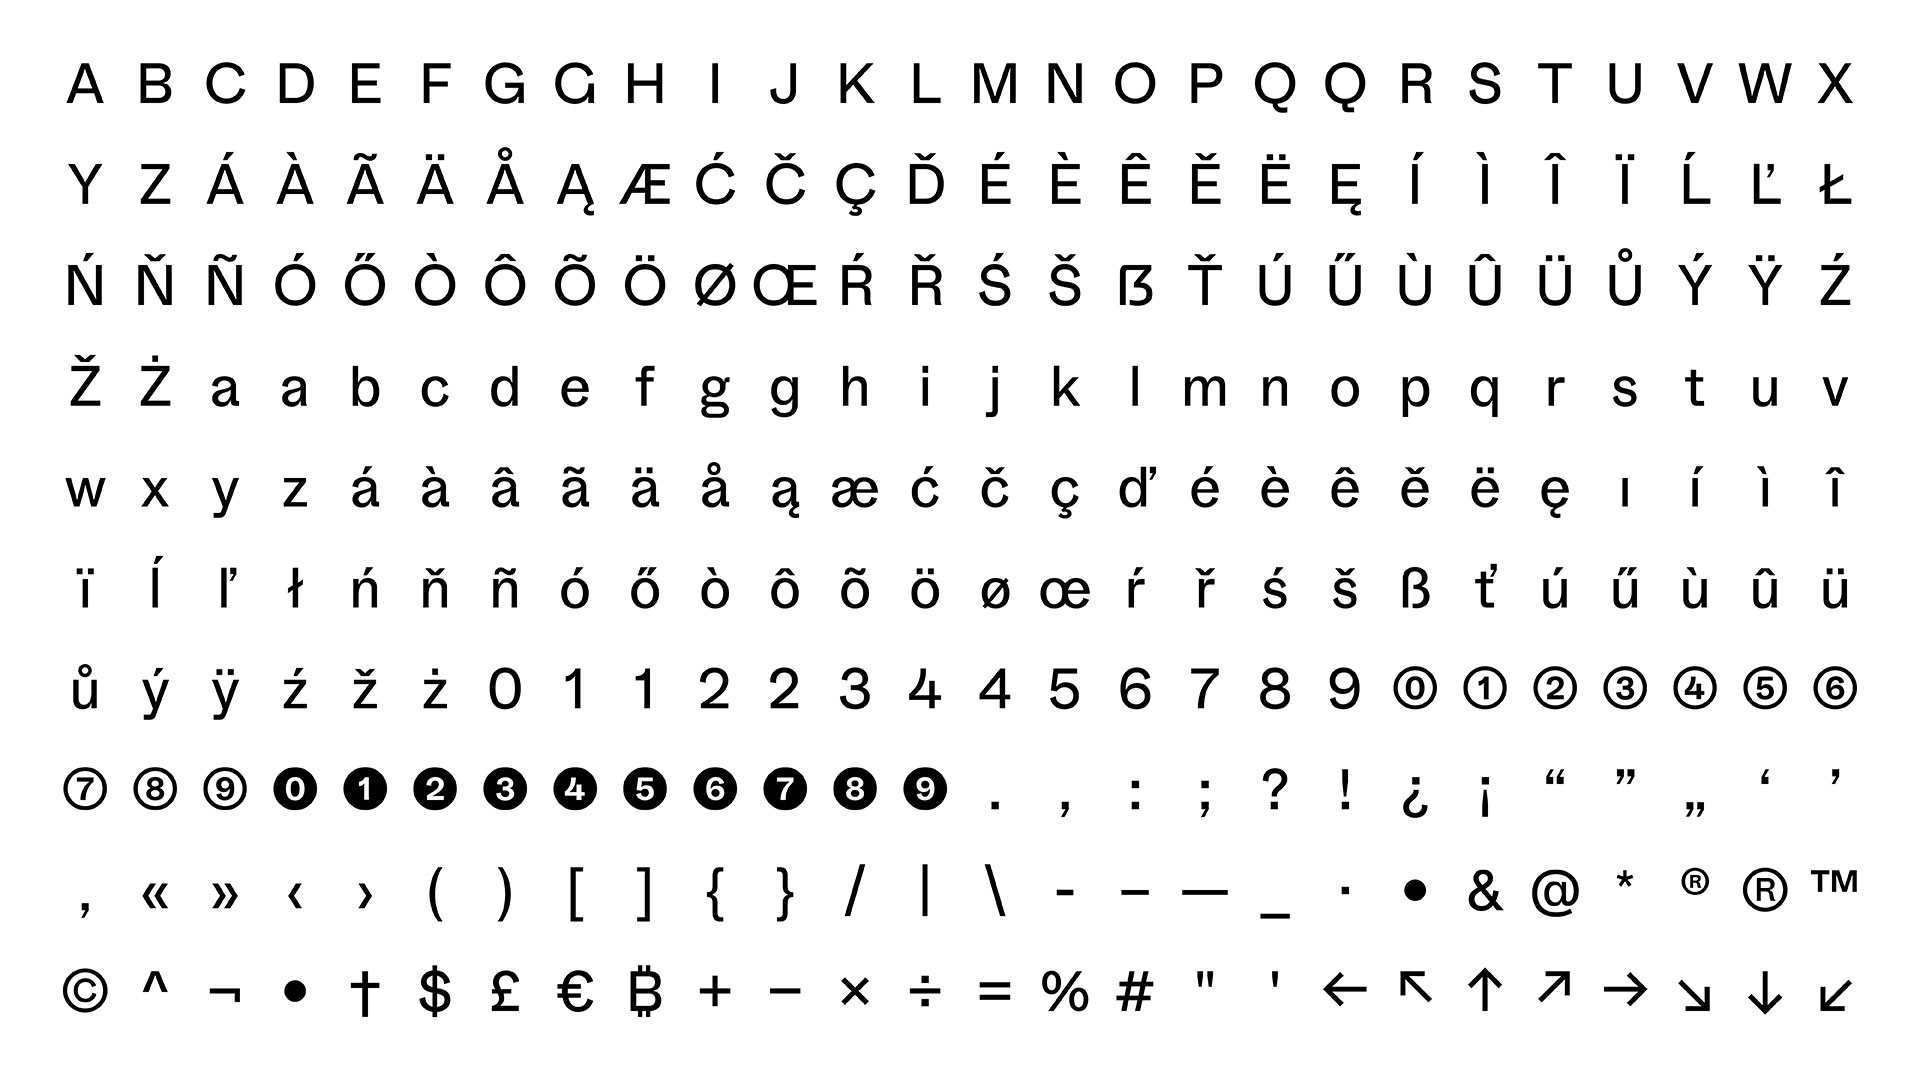 A B C D E F G G H I J K L M N O P Q Q R S T U V W X
Y Z Á À Ã Ä Å Ą Æ Ć Č Ç Ď É È Ê Ě Ë Ę Í Ì Î Ï Ĺ Ľ Ł
Ń Ň Ñ Ó Ő Ò Ô Õ Ö Ø Œ Ŕ Ř Ś Š ẞ Ť Ú Ű Ù Û Ü Ů Ý Ÿ Ź
Ž Ż a a b c d e f g g h i j k l m n o p q r s t u v
w x y z á à â ã ä å ą æ ć č ç ď é è ê ě ë ę ı í ì î
ï ĺ ľ ł ń ň ñ ó ő ò ô õ ö ø œ ŕ ř ś š ß ť ú ű ù û ü
ů ý ÿ ź ž ż 0 1 1 2 2 3 4 4 5 6 7 8 9 ⓪ ① ② ③ ④ ⑤ ⑥
⑦ ⑧ ⑨ ⓿ ❶ ❷ ❸ ❹ ❺ ❻ ❼ ❽ ❾ . , : ; ? ! ¿ ¡ “ ” „ ‘ ’
‚ « » ‹ › ( ) [ ] { } / | \ - – — _ · • & @ * ® ® ™
© ^ ¬ • † $ £ € ₿ + − × ÷ = % # " ' ← ↖ ↑ ↗ → ↘ ↓ ↙